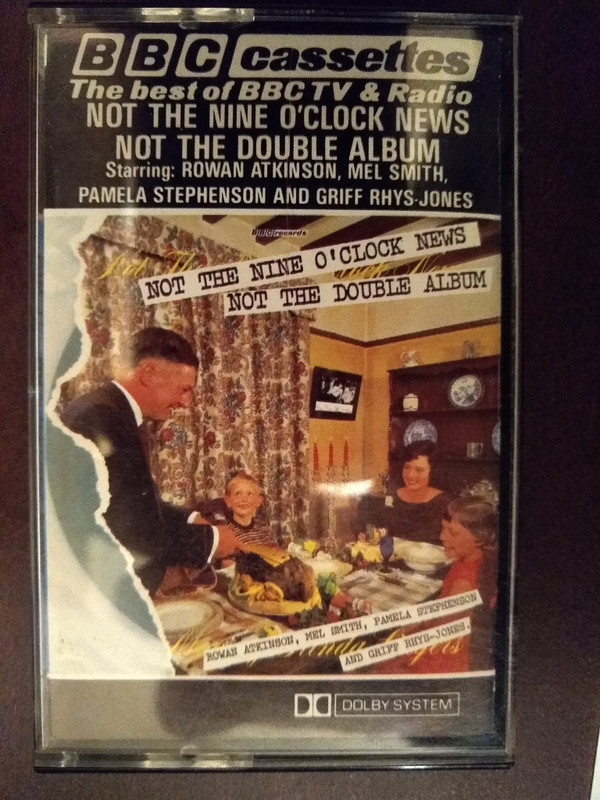 BBC cassettes
The best of BBC TV & Radio
NOT THE NINE O'CLOCK NEWS
NOT THE DOUBLE ALBUM
Starring: ROWAN ATKINSON, MEL SMITH,
PAMELA STEPHENSON AND GRIFF RHYS-JONES
BBC records
NOT THE NINE O'CLOCK NEWS
NOT THE DOUBLE ALBUM
ROWAN ATKINSON, MEL SMITH, PAMELA STEPHENSON
AND GRIFF RHYS-JONES.
DOLBY SYSTEM